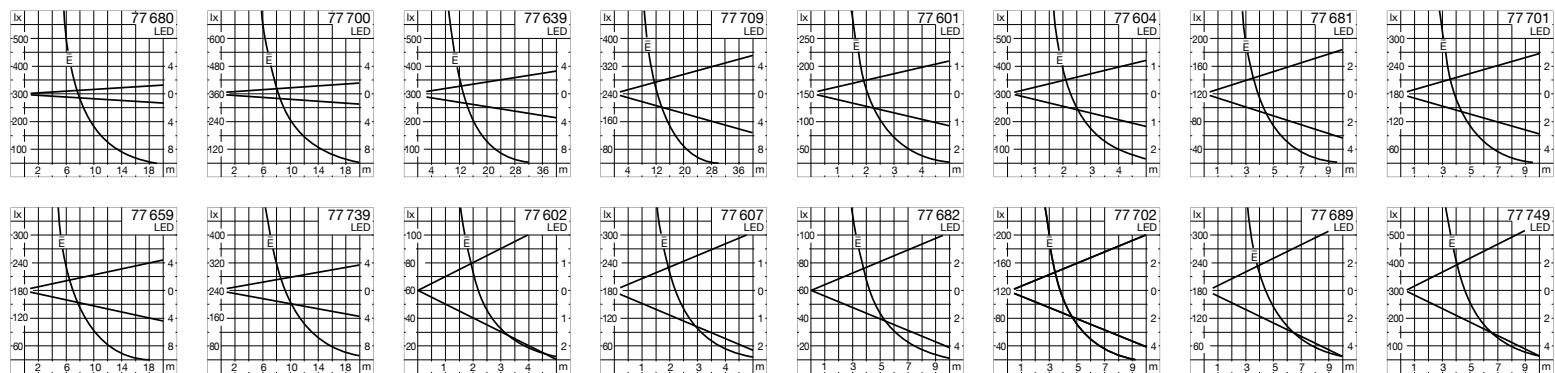 lx 77 680
LED
500
Ē
400 4
300 0
200 4
100 8
2 6 10 14 18 m
lx 77 700
LED
600
Ē
480 4
360 0
240 4
120 8
2 6 10 14 18 m
lx 77 639
LED
500
Ē
400 4
300 0
200 4
100 8
4 12 20 28 36 m
lx 77 709
LED
400
Ē
320 4
240 0
160 4
80 8
4 12 20 28 36 m
lx 77 601
LED
250
Ē
200 1
150 0
100 1
50 2
1 2 3 4 m
lx 77 604
LED
500
Ē
400 1
300 0
200 1
100 2
1 2 3 4 m
lx 77 681
LED
200
Ē
160 2
120 0
80 2
40 4
1 3 5 7 9 m
lx 77 701
LED
300
Ē
240 2
180 0
120 2
60 4
1 3 5 7 9 m
lx 77 659
LED
300
Ē
240 4
180 0
120 4
60 8
2 6 10 14 18 m
lx 77 739
LED
400
Ē
320 4
240 0
160 4
80 8
2 6 10 14 18 m
lx 77 602
LED
100
Ē
80 1
60 0
40 1
20 2
1 2 3 4 m
lx 77 607
LED
100
Ē
80 1
60 0
40 1
20 2
1 2 3 4 m
lx 77 682
LED
100
Ē
80 2
60 0
40 2
20 4
1 3 5 7 9 m
lx 77 702
LED
200
Ē
160 2
120 0
80 2
40 4
1 3 5 7 9 m
lx 77 689
LED
300
Ē
240 2
180 0
120 2
60 4
1 3 5 7 9 m
lx 77 749
LED
500
Ē
400 2
300 0
200 2
100 4
1 3 5 7 9 m